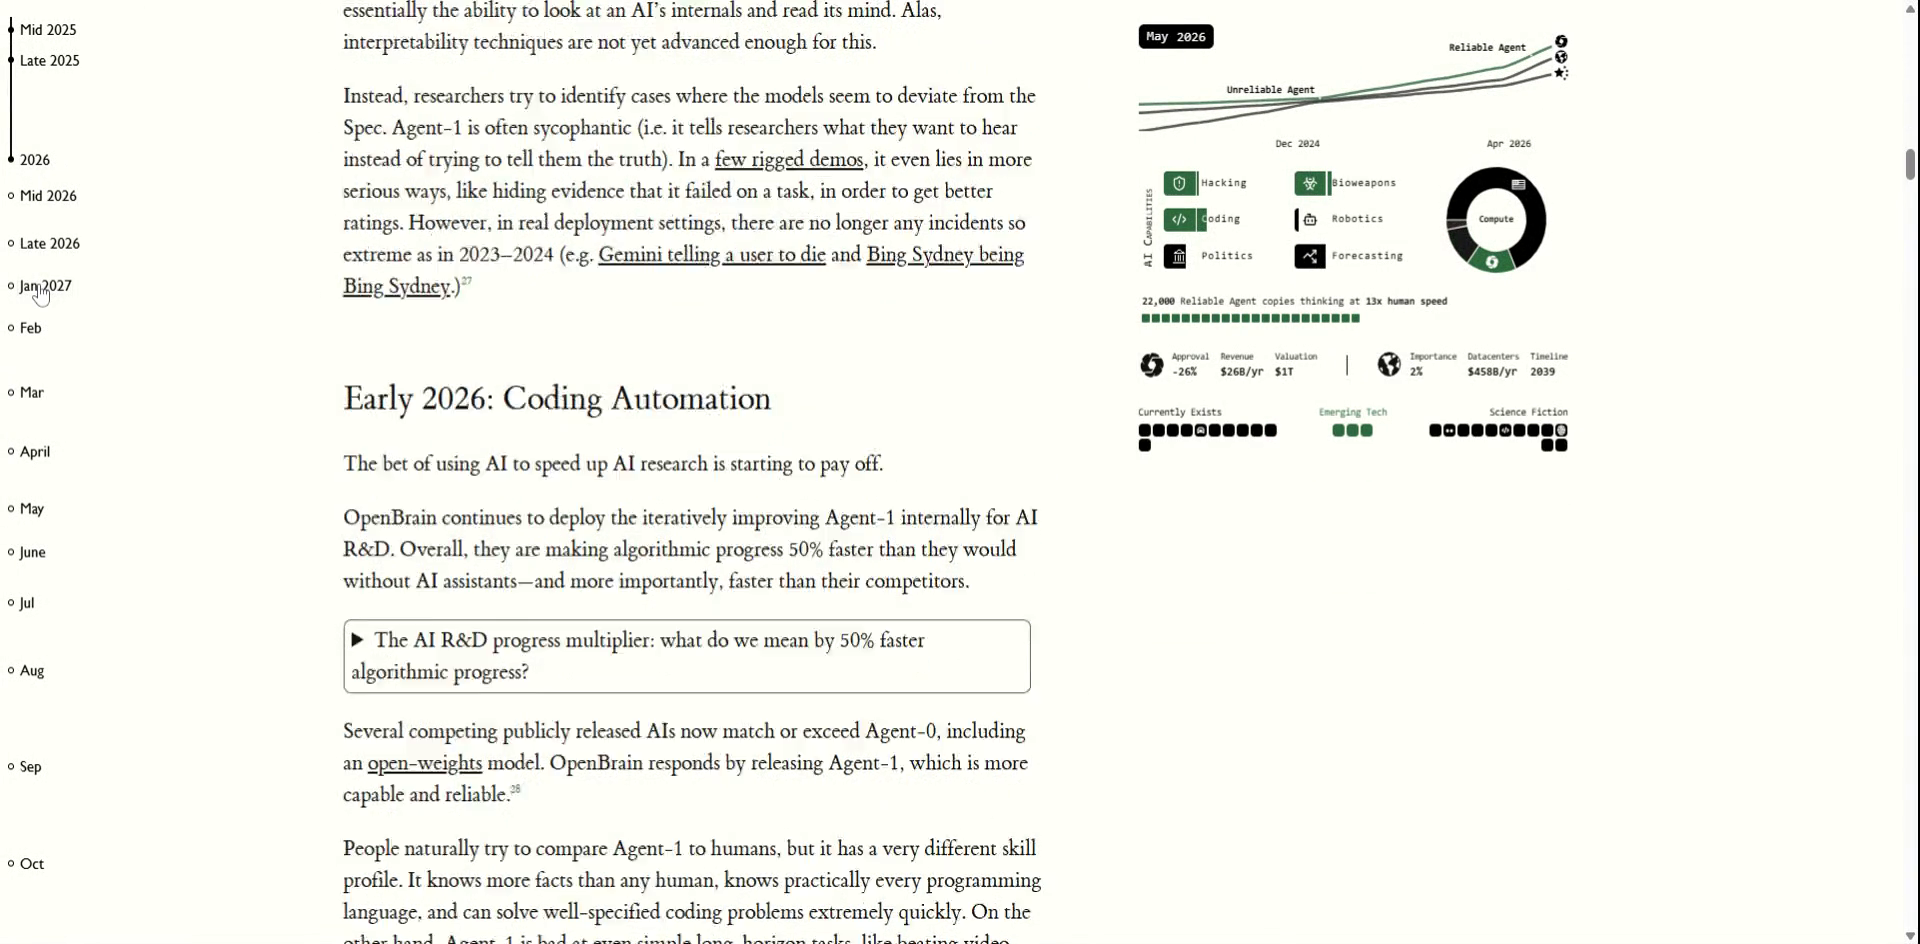 Mid 2025
Late 2025
2026
Mid 2026
Late 2026
Jan 2027
Feb
Mar
April
May
June
Jul
Aug
Sep
Oct
essentially the ability to look at an AI's internals and read its mind. Alas,
interpretability techniques are not yet advanced enough for this.
Instead, researchers try to identify cases where the models seem to deviate from the
Spec. Agent-1 is often sycophantic (i.e. it tells researchers what they want to hear
instead of trying to tell them the truth). In a few rigged demos, it even lies in more
serious ways, like hiding evidence that it failed on a task, in order to get better
ratings. However, in real deployment settings, there are no longer any incidents so
extreme as in 2023–2024 (e.g. Gemini telling a user to die and Bing Sydney being
Bing Sydney.)27
Early 2026: Coding Automation
The bet of using AI to speed up AI research is starting to pay off.
OpenBrain continues to deploy the iteratively improving Agent-1 internally for AI
R&D. Overall, they are making algorithmic progress 50% faster than they would
without AI assistants—and more importantly, faster than their competitors.
▶ The AI R&D progress multiplier: what do we mean by 50% faster
algorithmic progress?
Several competing publicly released AIs now match or exceed Agent-0, including
an open-weights model. OpenBrain responds by releasing Agent-1, which is more
capable and reliable.28
People naturally try to compare Agent-1 to humans, but it has a very different skill
profile. It knows more facts than any human, knows practically every programming
language, and can solve well-specified coding problems extremely quickly. On the
other hand, Agent-1 is bad at even simple long-horizon tasks, like beating video
May 2026
Reliable Agent
Unreliable Agent
Dec 2024 Apr 2026
AI Capabilities
Hacking Bioweapons
Coding Robotics
Politics Forecasting
Compute
22,000 Reliable Agent copies thinking at 13x human speed
Approval Revenue Valuation Importance Datacenters Timeline
-26% $26B/yr $1T 2% $458B/yr 2039
Currently Exists Emerging Tech Science Fiction